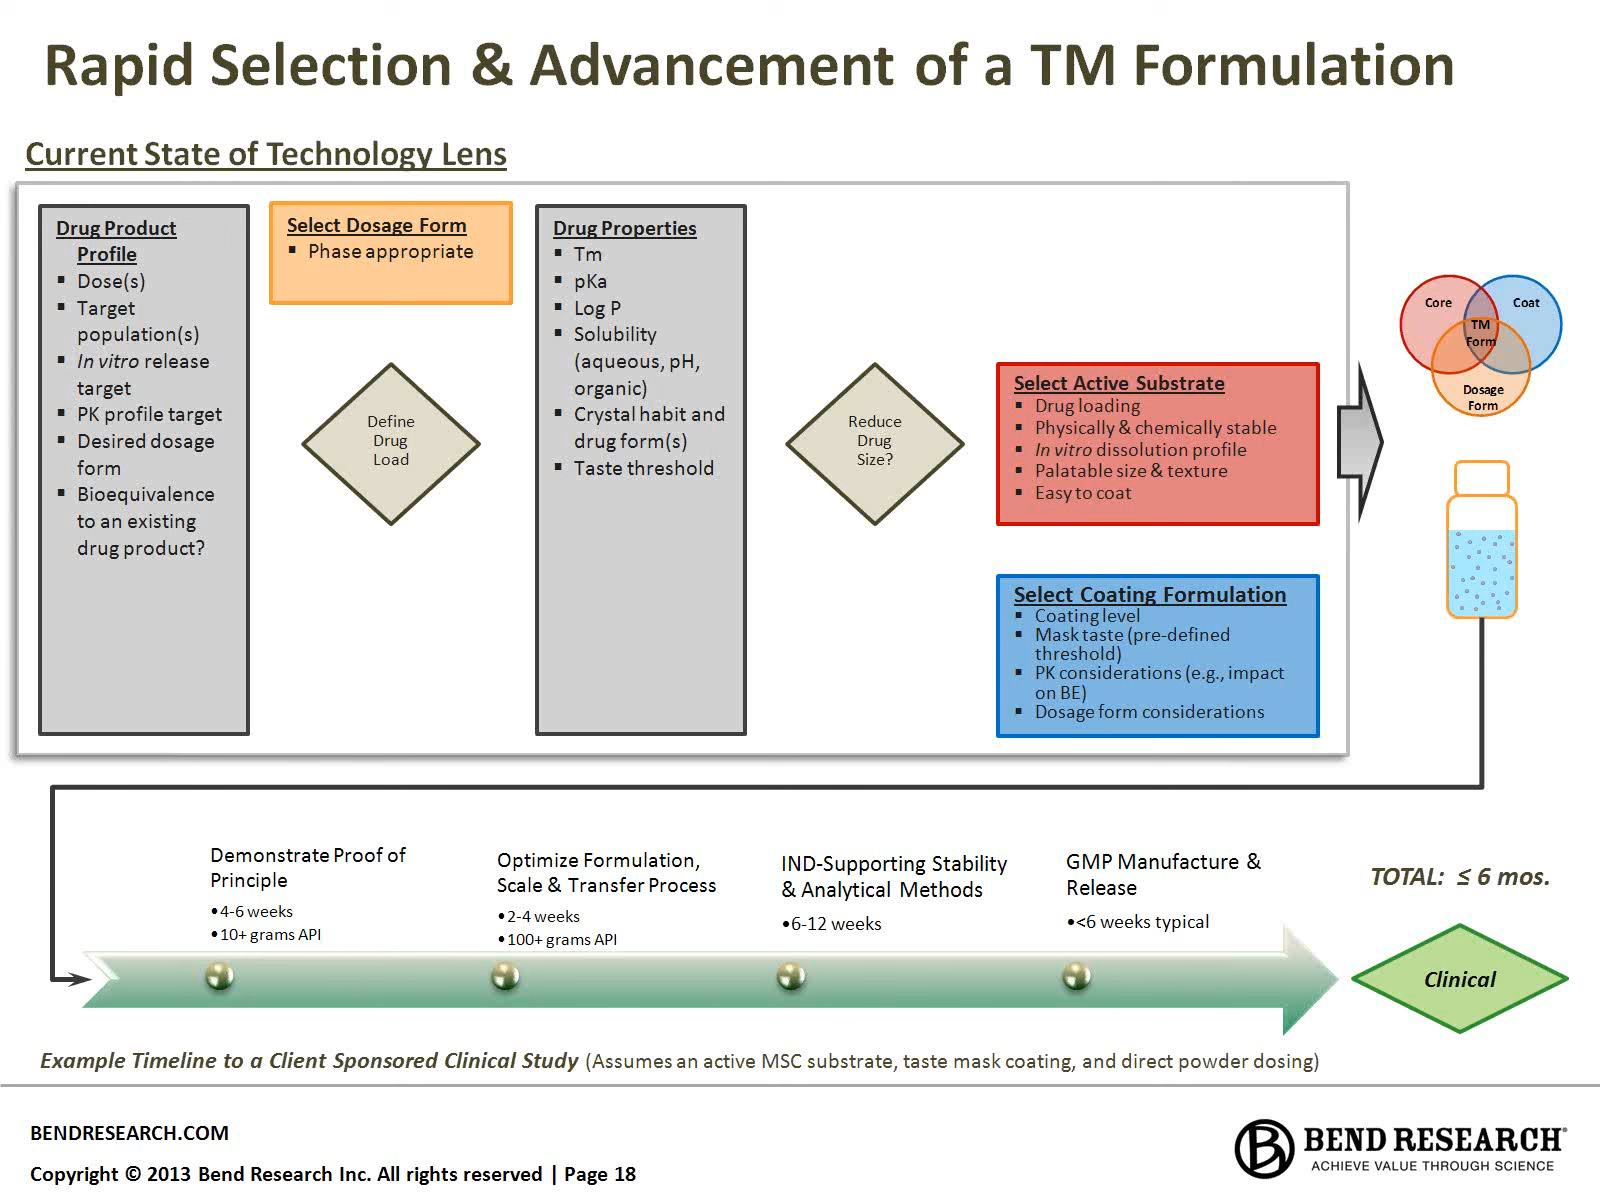 Rapid Selection & Advancement of a TM Formulation
Current State of Technology Lens
Drug Product
Profile
▪ Dose(s)
▪ Target
population(s)
▪ In vitro release
target
▪ PK profile target
▪ Desired dosage
form
▪ Bioequivalence
to an existing
drug product?
Select Dosage Form
▪ Phase appropriate
Define
Drug
Load
Drug Properties
▪ Tm
▪ pKa
▪ Log P
▪ Solubility
(aqueous, pH,
organic)
▪ Crystal habit and
drug form(s)
▪ Taste threshold
Reduce
Drug
Size?
Select Active Substrate
▪ Drug loading
▪ Physically & chemically stable
▪ In vitro dissolution profile
▪ Palatable size & texture
▪ Easy to coat
Select Coating Formulation
▪ Coating level
▪ Mask taste (pre-defined
threshold)
▪ PK considerations (e.g., impact
on BE)
▪ Dosage form considerations
Core
Coat
TM
Form
Dosage
Form
Demonstrate Proof of
Principle
•4-6 weeks
•10+ grams API
Optimize Formulation,
Scale & Transfer Process
•2-4 weeks
•100+ grams API
IND-Supporting Stability
& Analytical Methods
•6-12 weeks
GMP Manufacture &
Release
•<6 weeks typical
TOTAL: ≤ 6 mos.
Clinical
Example Timeline to a Client Sponsored Clinical Study (Assumes an active MSC substrate, taste mask coating, and direct powder dosing)
BENDRESEARCH.COM
Copyright © 2013 Bend Research Inc. All rights reserved | Page 18
BEND RESEARCH®
ACHIEVE VALUE THROUGH SCIENCE